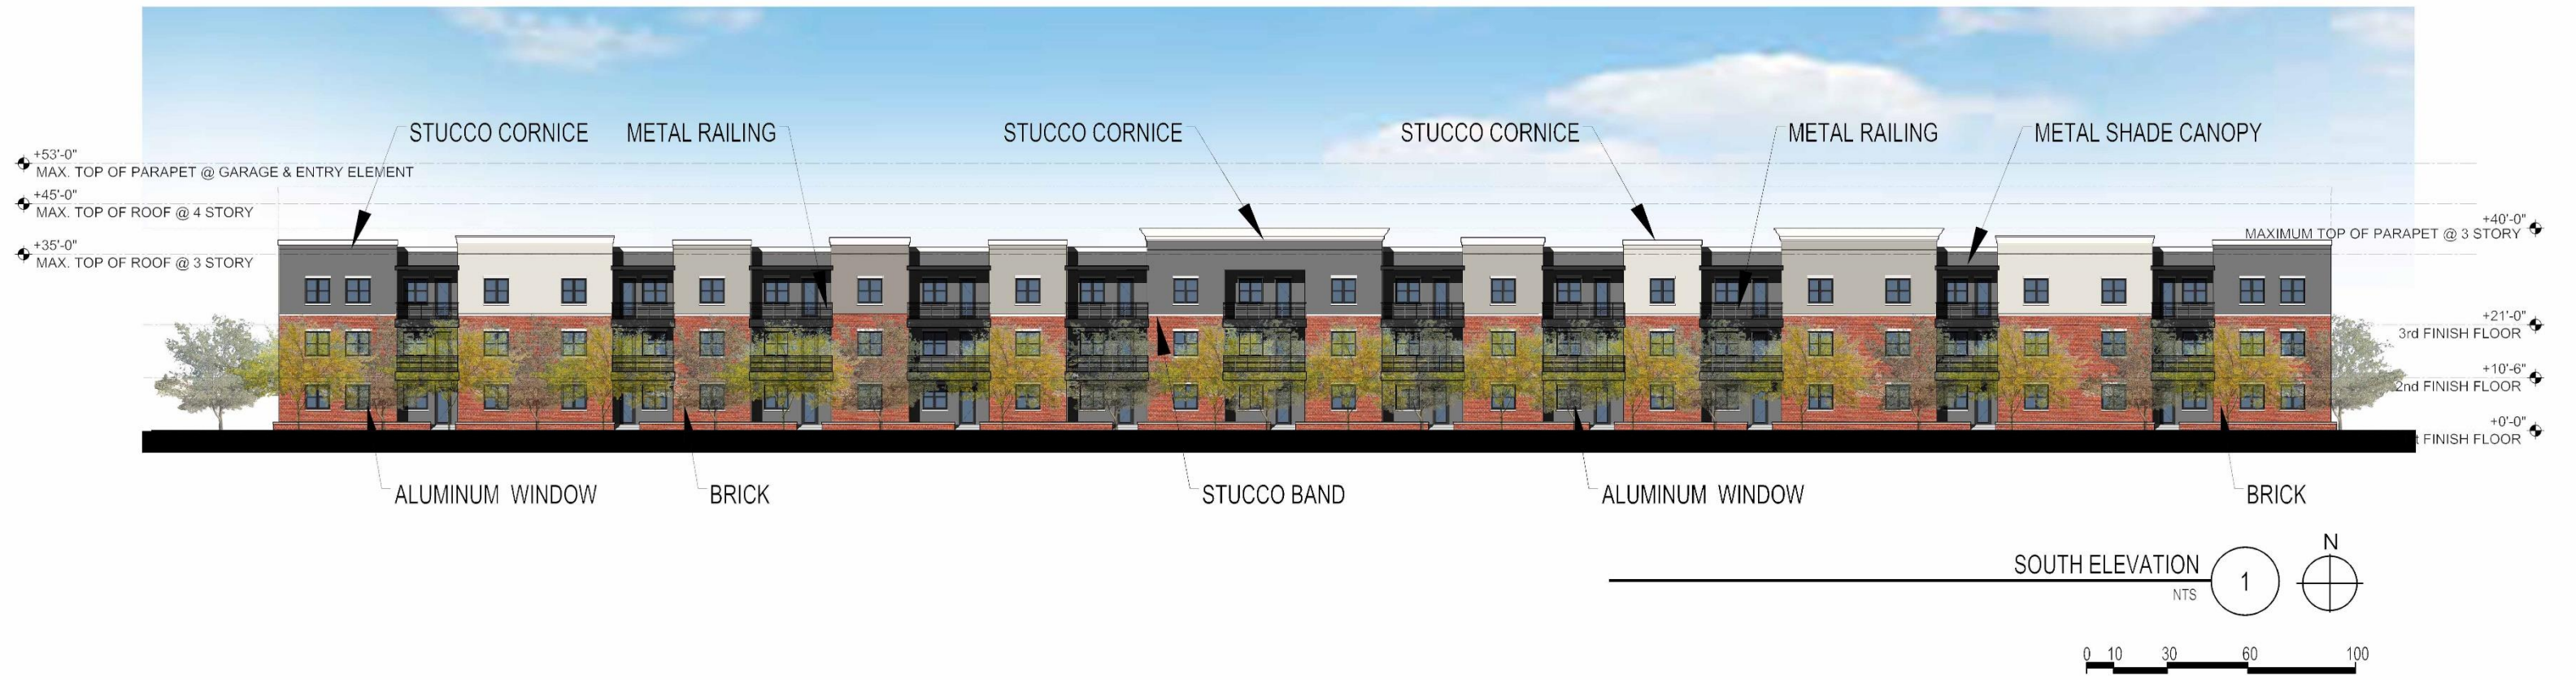 STUCCO CORNICE
METAL RAILING
STUCCO CORNICE
STUCCO CORNICE
METAL RAILING
METAL SHADE CANOPY
+53'-0"
MAX. TOP OF PARAPET @ GARAGE & ENTRY ELEMENT
+45'-0"
MAX. TOP OF ROOF @ 4 STORY
+35'-0"
MAX. TOP OF ROOF @ 3 STORY
+40'-0"
MAXIMUM TOP OF PARAPET @ 3 STORY
+21'-0"
3rd FINISH FLOOR
+10'-6"
2nd FINISH FLOOR
+0'-0"
t FINISH FLOOR
ALUMINUM WINDOW
BRICK
STUCCO BAND
ALUMINUM WINDOW
BRICK
SOUTH ELEVATION
NTS
1
N
0 10 30 60 100